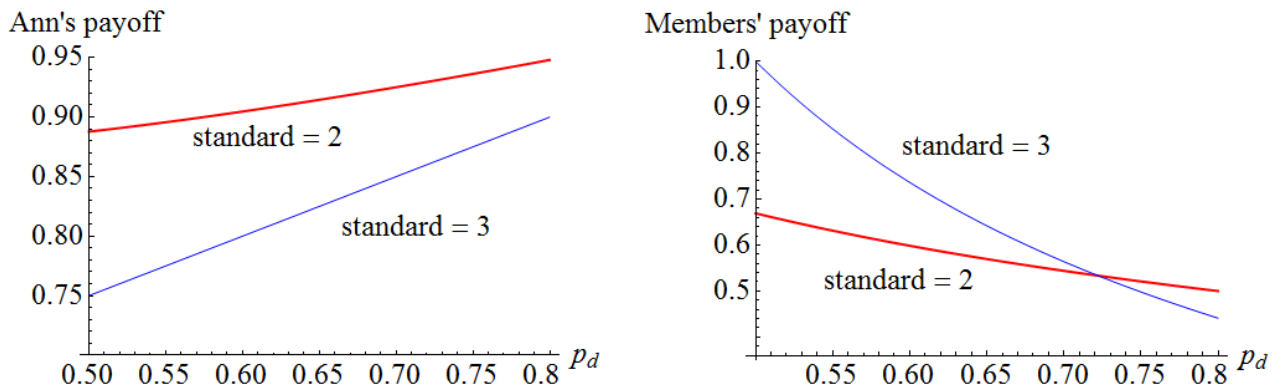 Ann's payoff
0.95
0.90
0.85
0.80
0.75
standard = 2
standard = 3
0.50 0.55 0.60 0.65 0.70 0.75 0.8
p_d
Members' payoff
1.0
0.9
0.8
0.7
0.6
0.5
standard = 3
standard = 2
0.55 0.60 0.65 0.70 0.75 0.8
p_d